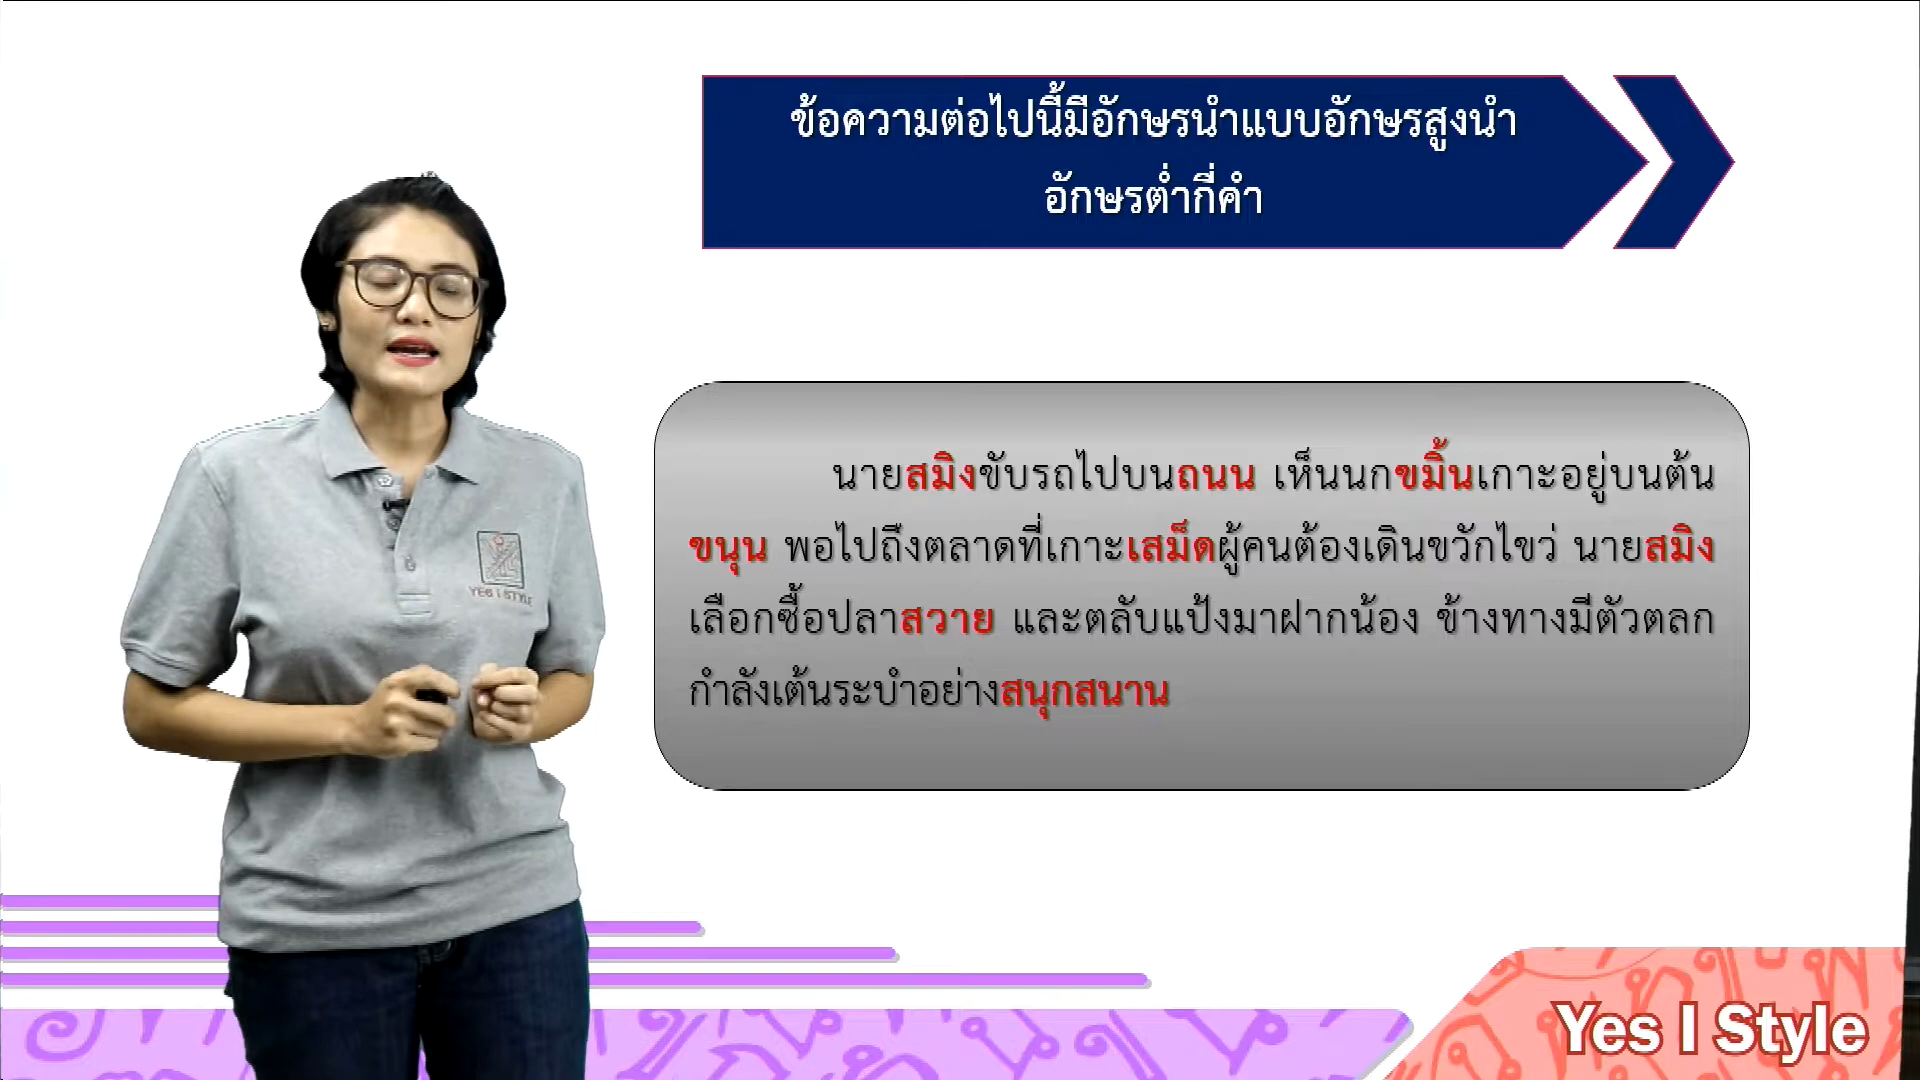 ข้อความต่อไปนี้มีอักษรนำแบบอักษรสูงนำ
อักษรต่ำกี่คำ
นายสมิงขับรถไปบนถนน เห็นนกขมิ้นเกาะอยู่บนต้น
ขนุน พอไปถึงตลาดที่เกาะเสม็ดผู้คนต้องเดินขวักไขว่ นายสมิง
เลือกซื้อปลาสวาย และตลับแป้งมาฝากน้อง ข้างทางมีตัวตลก
กำลังเต้นระบำอย่างสนุกสนาน
YES I STYLE
Yes I Style